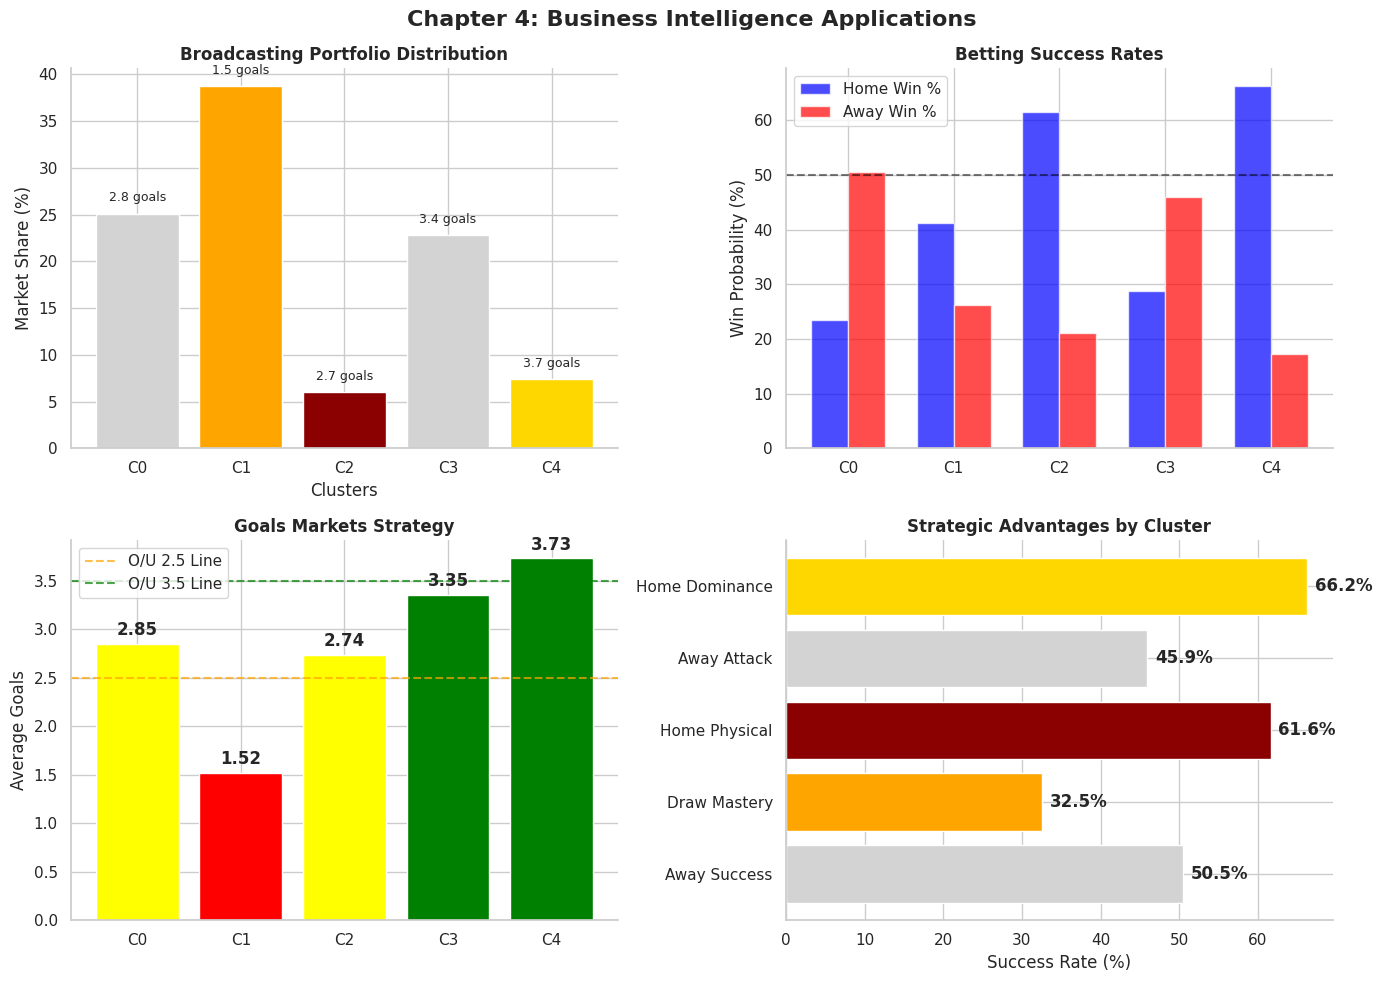 Chapter 4: Business Intelligence Applications
Broadcasting Portfolio Distribution
Market Share (%)
40
35
30
25
20
15
10
5
0
2.8 goals
1.5 goals
2.7 goals
3.4 goals
3.7 goals
C0 C1 C2 C3 C4
Clusters
Betting Success Rates
Home Win %
Away Win %
Win Probability (%)
60
50
40
30
20
10
0
C0 C1 C2 C3 C4
Goals Markets Strategy
O/U 2.5 Line
O/U 3.5 Line
Average Goals
3.5
3.0
2.5
2.0
1.5
1.0
0.5
0.0
2.85
1.52
2.74
3.35
3.73
C0 C1 C2 C3 C4
Strategic Advantages by Cluster
Home Dominance 66.2%
Away Attack 45.9%
Home Physical 61.6%
Draw Mastery 32.5%
Away Success 50.5%
0 10 20 30 40 50 60
Success Rate (%)